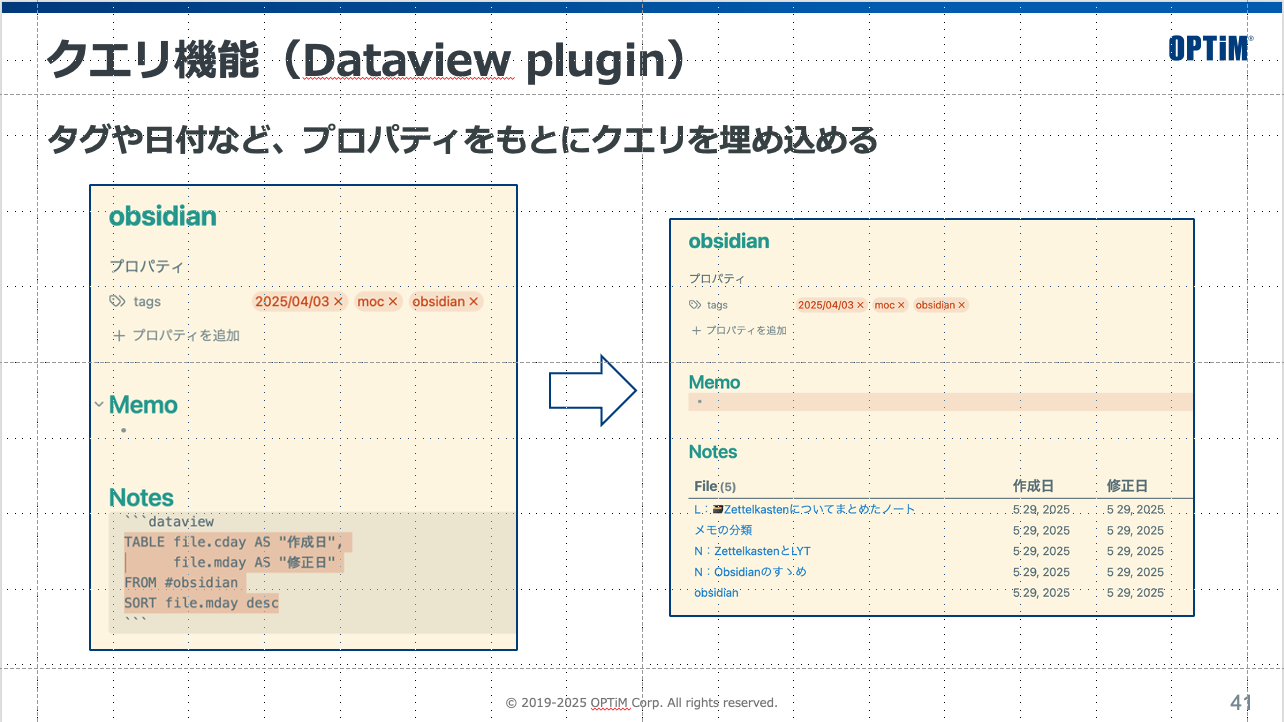 クエリ機能（Dataview plugin）
OPTiM®
タグや日付など、プロパティをもとにクエリを埋め込める
obsidian
プロパティ
tags 2025/04/03 × moc × obsidian ×
+ プロパティを追加
Memo
•
Notes
```dataview
TABLE file.cday AS "作成日",
file.mday AS "修正日"
FROM #obsidian
SORT file.mday desc
```
obsidian
プロパティ
tags 2025/04/03 × moc × obsidian ×
+ プロパティを追加
Memo
•
Notes
File (5) 作成日 修正日
L：🗃Zettelkastenについてまとめたノート 5 29, 2025 5 29, 2025
メモの分類 5 29, 2025 5 29, 2025
N：ZettelkastenとLYT 5 29, 2025 5 29, 2025
N：Obsidianのすゝめ 5 29, 2025 5 29, 2025
obsidian 5 29, 2025 5 29, 2025
© 2019-2025 OPTiM Corp. All rights reserved.
41